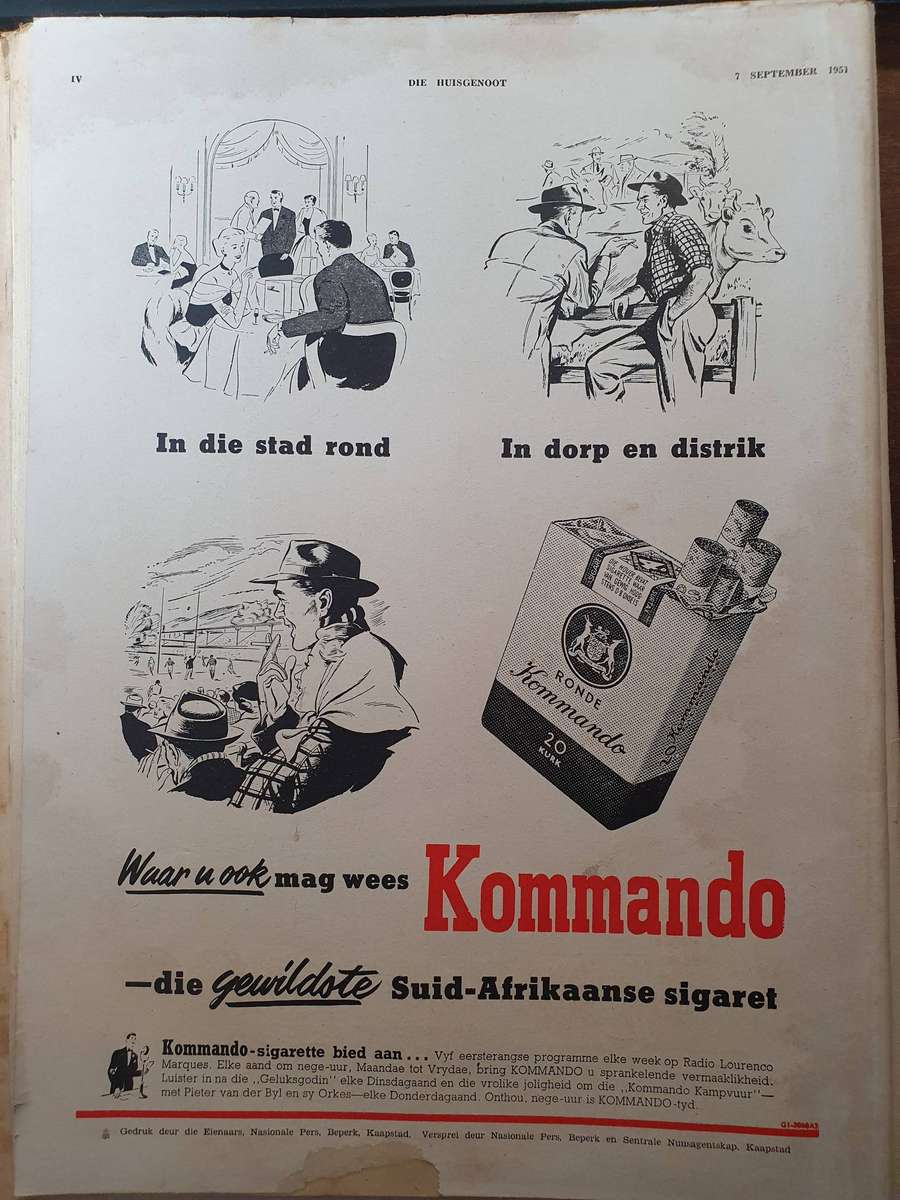 IV
DIE HUISGENOOT
7 SEPTEMBER 1951
In die stad rond
In dorp en distrik
RONDE
Kommando
20
KURK
20 Kommando
Waar u ook mag wees Kommando
—die gewildste Suid-Afrikaanse sigaret
Kommando-sigarette bied aan... Vyf eersterangse programme elke week op Radio Lourenco
Marques. Elke aand om nege-uur, Maandae tot Vrydae, bring KOMMANDO u sprankelende vermaaklikheid.
Luister in na die „Geluksgodin” elke Dinsdagaand en die vrolike joligheid om die „Kommando Kampvuur”—
met Pieter van der Byl en sy Orkes—elke Donderdagaand. Onthou, nege-uur is KOMMANDO-tyd.
Gedruk deur die Eienaars, Nasionale Pers, Beperk, Kaapstad. Versprei deur Nasionale Pers, Beperk en Sentrale Nuusagentskap, Kaapstad